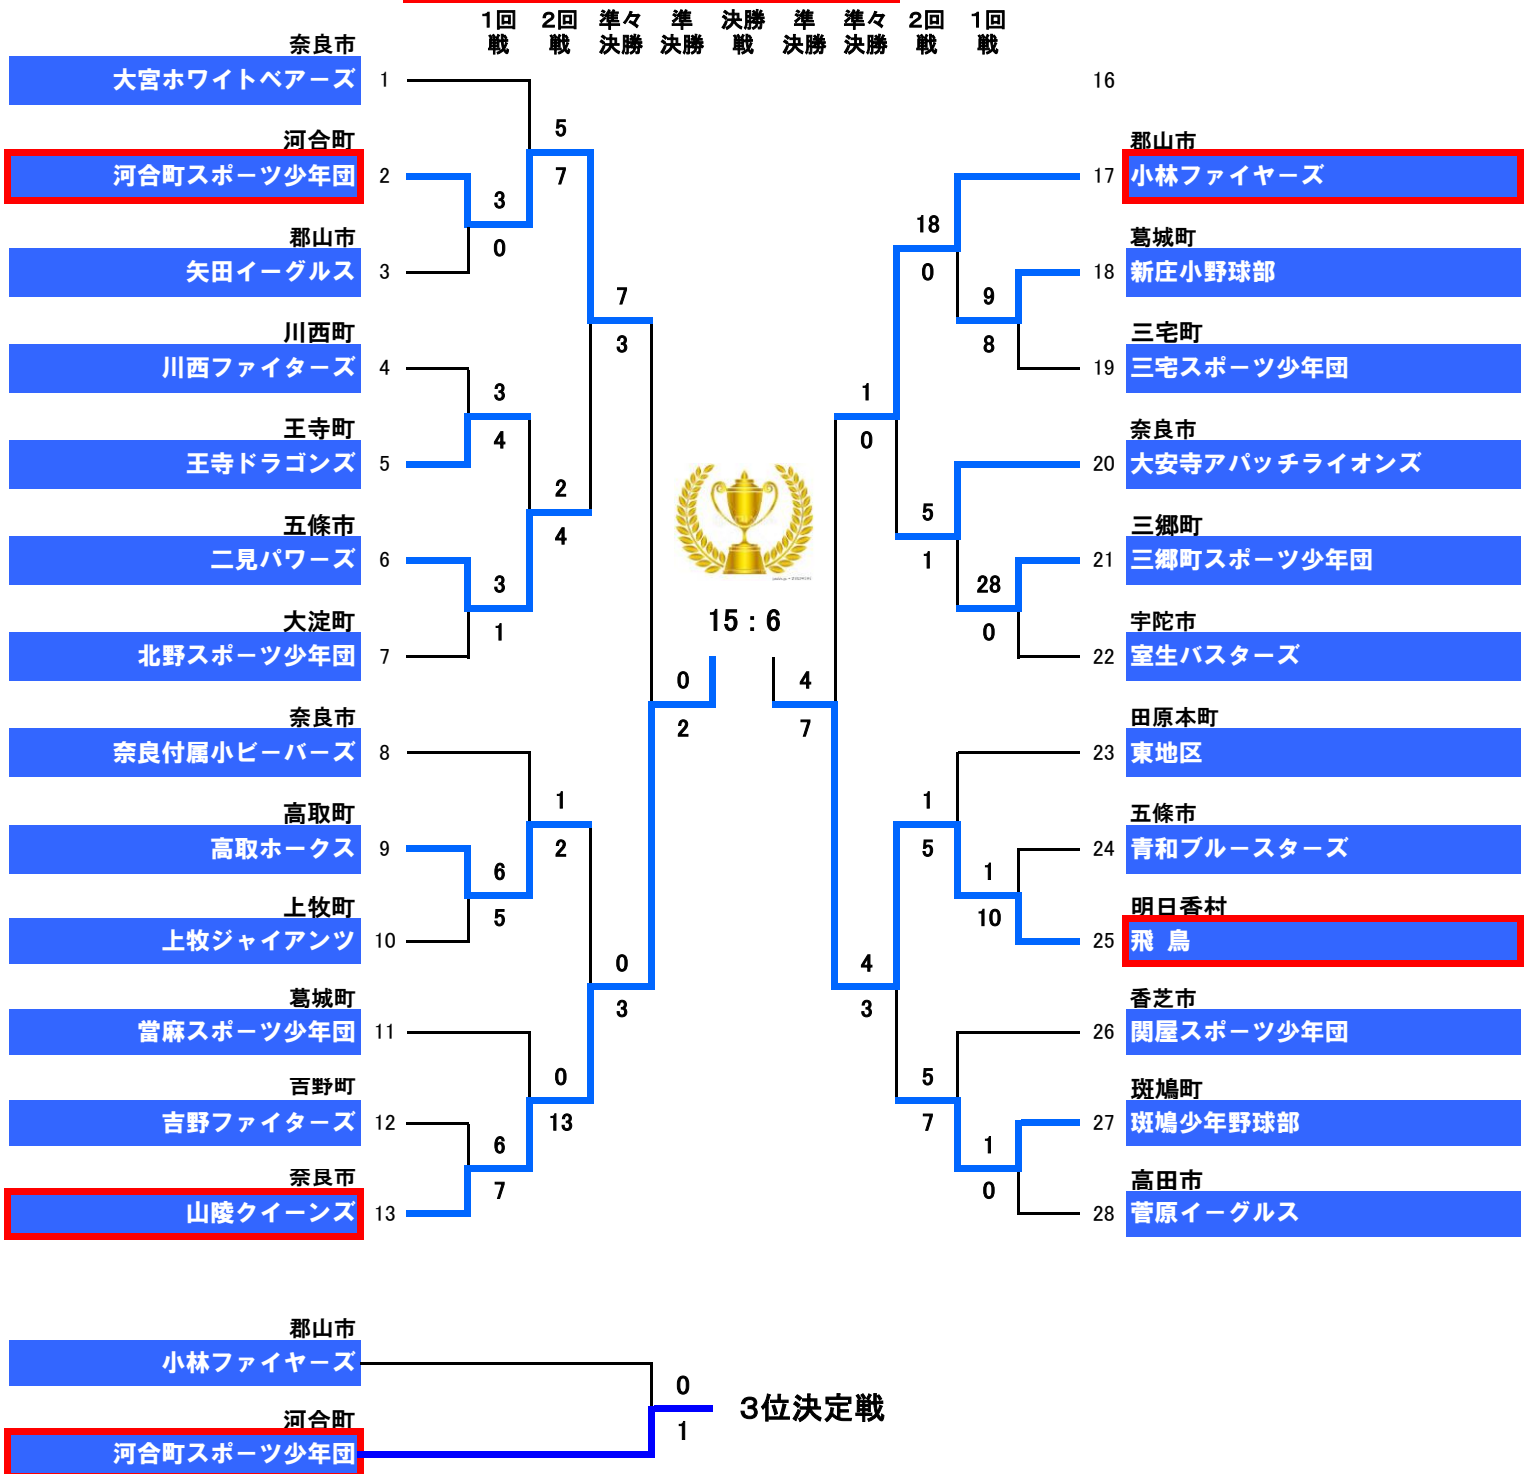 1回戦
2回戦
準々決勝
準決勝
決勝戦
準決勝
準々決勝
2回戦
1回戦
奈良市
大宮ホワイトベアーズ 1
河合町
河合町スポーツ少年団 2
郡山市
矢田イーグルス 3
川西町
川西ファイターズ 4
王寺町
王寺ドラゴンズ 5
五條市
二見パワーズ 6
大淀町
北野スポーツ少年団 7
奈良市
奈良付属小ビーバーズ 8
高取町
高取ホークス 9
上牧町
上牧ジャイアンツ 10
葛城町
當麻スポーツ少年団 11
吉野町
吉野ファイターズ 12
奈良市
山陵クイーンズ 13
3
0
3
4
3
1
6
5
6
7
5
7
2
4
1
2
0
13
7
3
0
3
0
2
15：6
4
7
1
0
4
3
18
0
5
1
1
5
5
7
9
8
28
0
1
10
1
0
16
郡山市
17 小林ファイヤーズ
葛城町
18 新庄小野球部
三宅町
19 三宅スポーツ少年団
奈良市
20 大安寺アパッチライオンズ
三郷町
21 三郷町スポーツ少年団
宇陀市
22 室生バスターズ
田原本町
23 東地区
五條市
24 青和ブルースターズ
明日香村
25 飛 鳥
香芝市
26 関屋スポーツ少年団
斑鳩町
27 斑鳩少年野球部
高田市
28 菅原イーグルス
郡山市
小林ファイヤーズ
河合町
河合町スポーツ少年団
0
1
3位決定戦